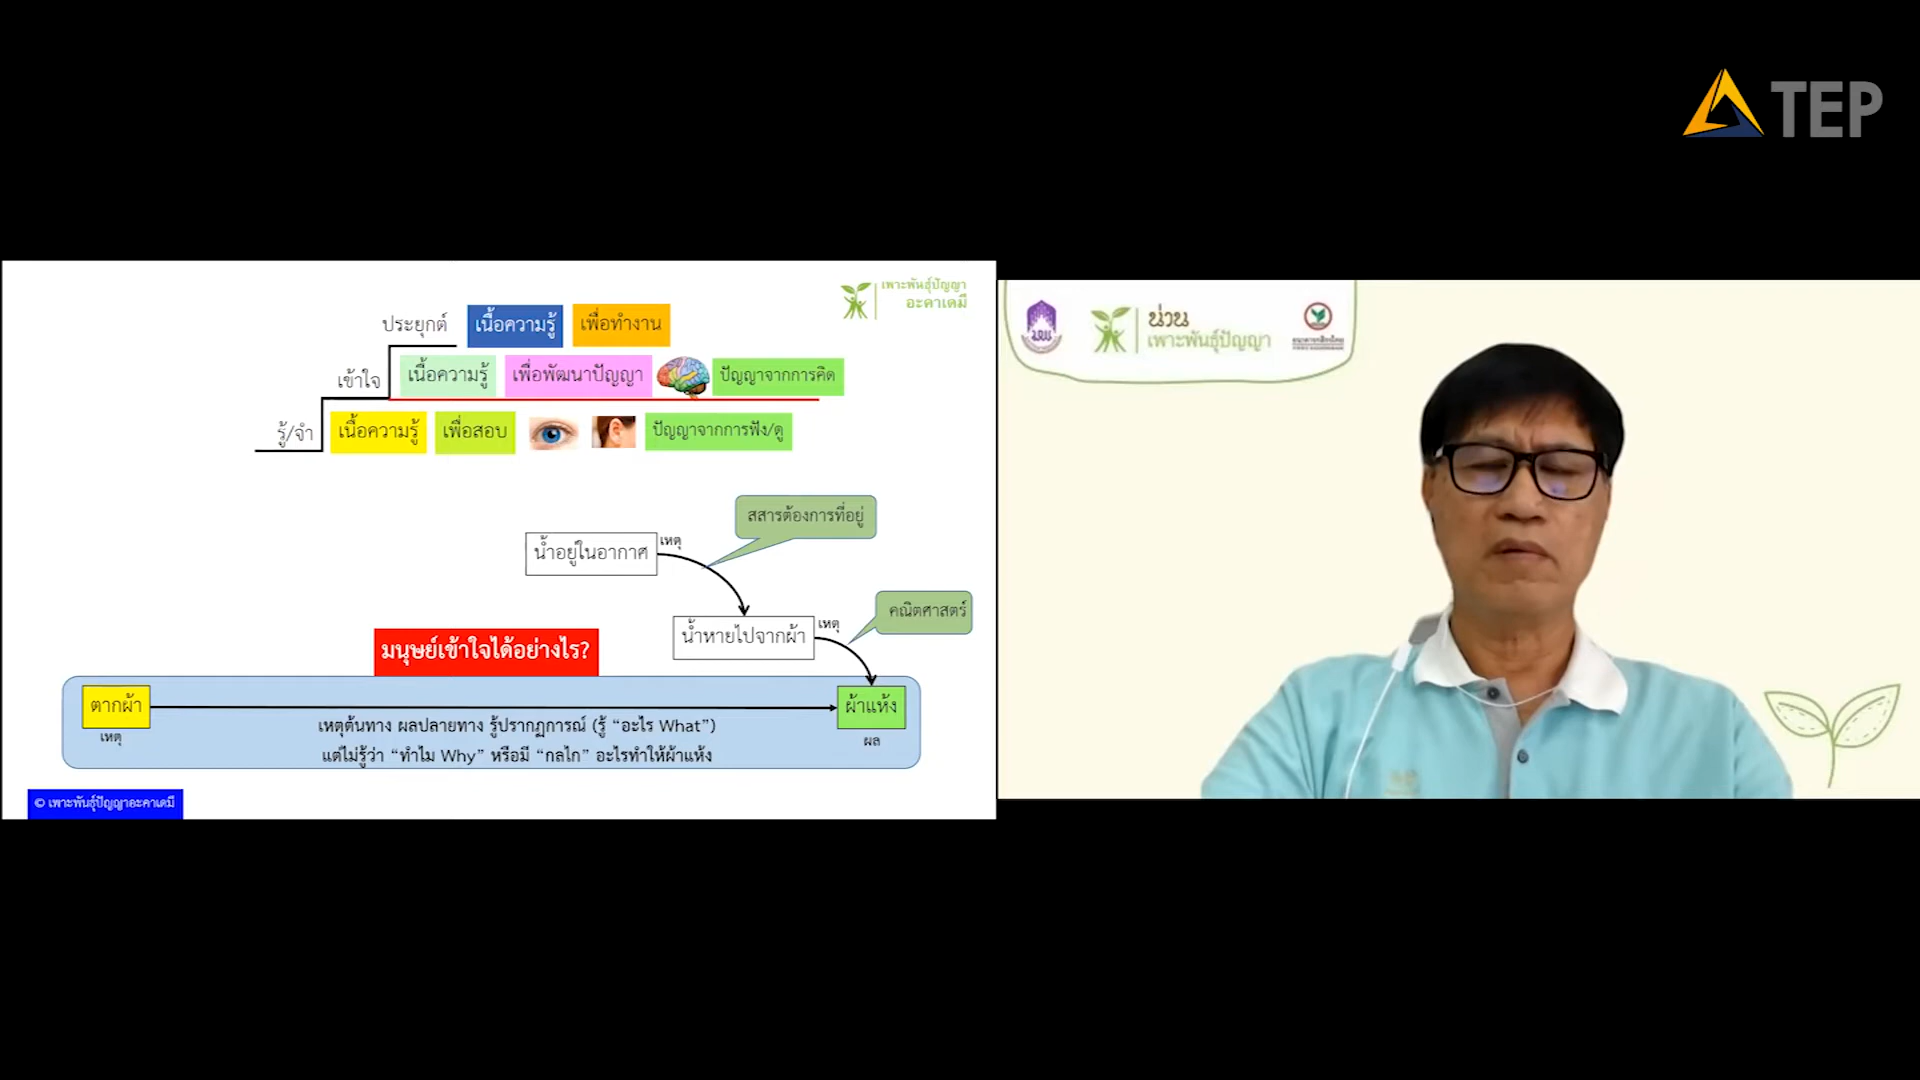 TEP
เพาะพันธุ์ปัญญา
อะคาเดมี
ประยุกต์ เนื้อความรู้ เพื่อทำงาน
เข้าใจ เนื้อความรู้ เพื่อพัฒนาปัญญา ปัญญาจากการคิด
รู้/จำ เนื้อความรู้ เพื่อสอบ ปัญญาจากการฟัง/ดู
สสารต้องการที่อยู่
น้ำอยู่ในอากาศ เหตุ
คณิตศาสตร์
น้ำหายไปจากผ้า เหตุ
มนุษย์เข้าใจได้อย่างไร?
ตากผ้า ผ้าแห้ง
เหตุต้นทาง ผลปลายทาง รู้ปรากฏการณ์ (รู้ “อะไร What”)
เหตุ ผล
แต่ไม่รู้ว่า “ทำไม Why” หรือมี “กลไก” อะไรทำให้ผ้าแห้ง
© เพาะพันธุ์ปัญญาอะคาเดมี
น่วน
เพาะพันธุ์ปัญญา